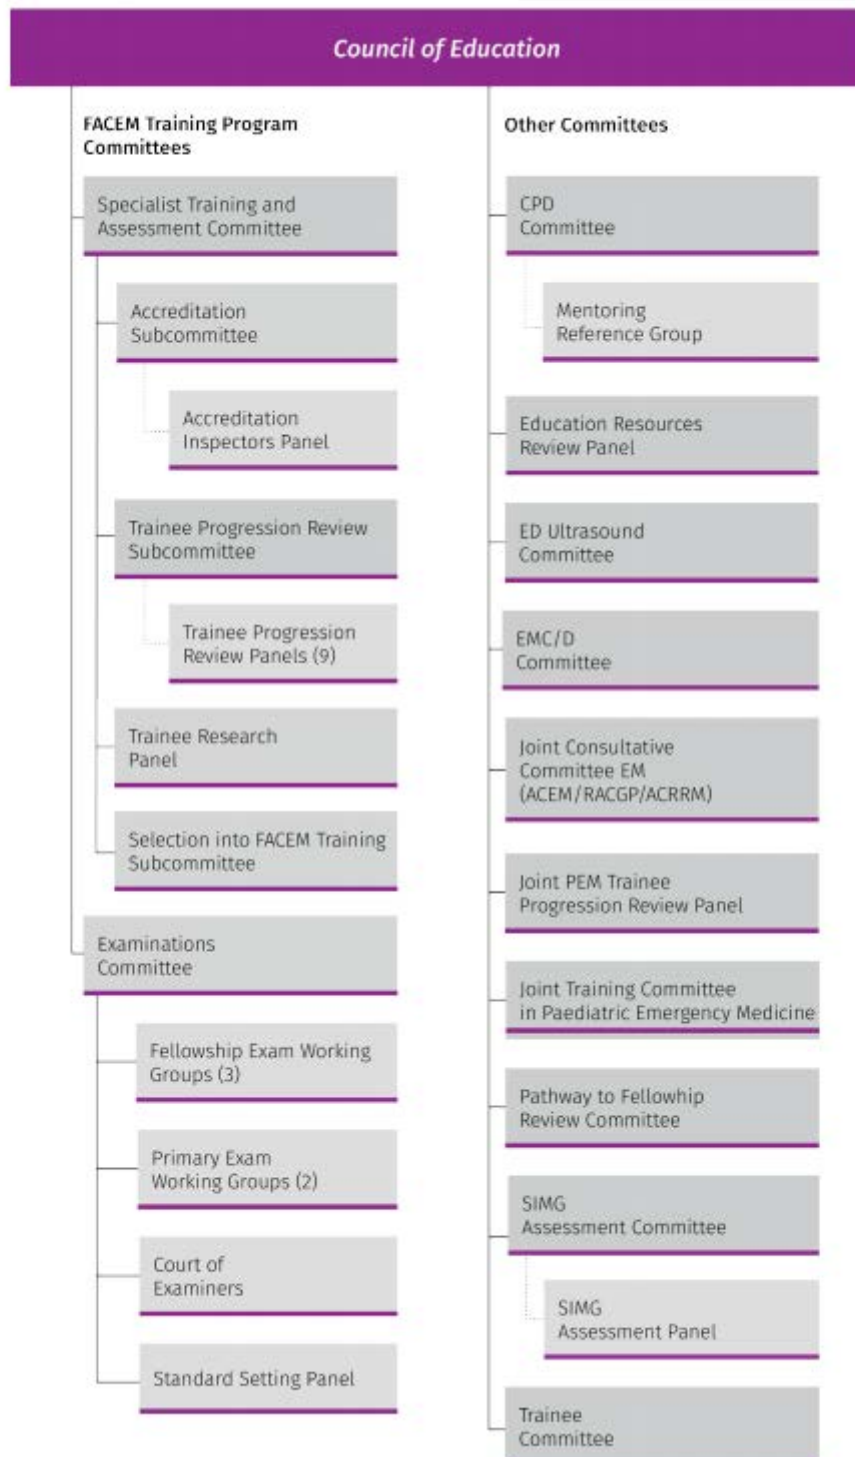 Council of Education
FACEM Training Program
Committees
Specialist Training and
Assessment Committee
Accreditation
Subcommittee
Accreditation
Inspectors Panel
Trainee Progression Review
Subcommittee
Trainee Progression
Review Panels (9)
Trainee Research
Panel
Selection into FACEM Training
Subcommittee
Examinations
Committee
Fellowship Exam Working
Groups (3)
Primary Exam
Working Groups (2)
Court of
Examiners
Standard Setting Panel
Other Committees
CPD
Committee
Mentoring
Reference Group
Education Resources
Review Panel
ED Ultrasound
Committee
EMC/D
Committee
Joint Consultative
Committee EM
(ACEM/RACGP/ACRRM)
Joint PEM Trainee
Progression Review Panel
Joint Training Committee
in Paediatric Emergency Medicine
Pathway to Fellowhip
Review Committee
SIMG
Assessment Committee
SIMG
Assessment Panel
Trainee
Committee